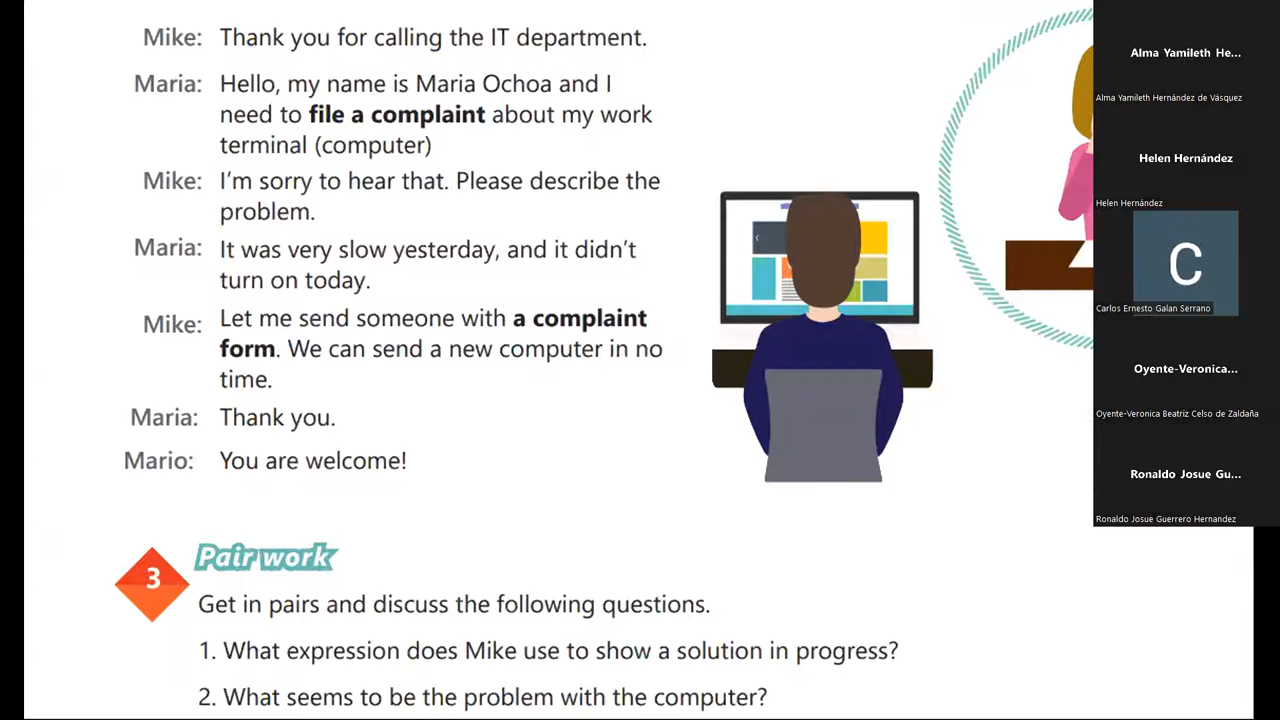 Mike: Thank you for calling the IT department.
Maria: Hello, my name is Maria Ochoa and I
need to file a complaint about my work
terminal (computer)
Mike: I'm sorry to hear that. Please describe the
problem.
Maria: It was very slow yesterday, and it didn't
turn on today.
Mike: Let me send someone with a complaint
form. We can send a new computer in no
time.
Maria: Thank you.
Mario: You are welcome!
3 Pair work
Get in pairs and discuss the following questions.
1. What expression does Mike use to show a solution in progress?
2. What seems to be the problem with the computer?
Alma Yamileth He...
Alma Yamileth Hernández de Vásquez
Helen Hernández
Helen Hernández
C
Carlos Ernesto Galan Serrano
Oyente-Veronica...
Oyente-Veronica Beatriz Celso de Zaldaña
Ronaldo Josue Gu...
Ronaldo Josue Guerrero Hernandez